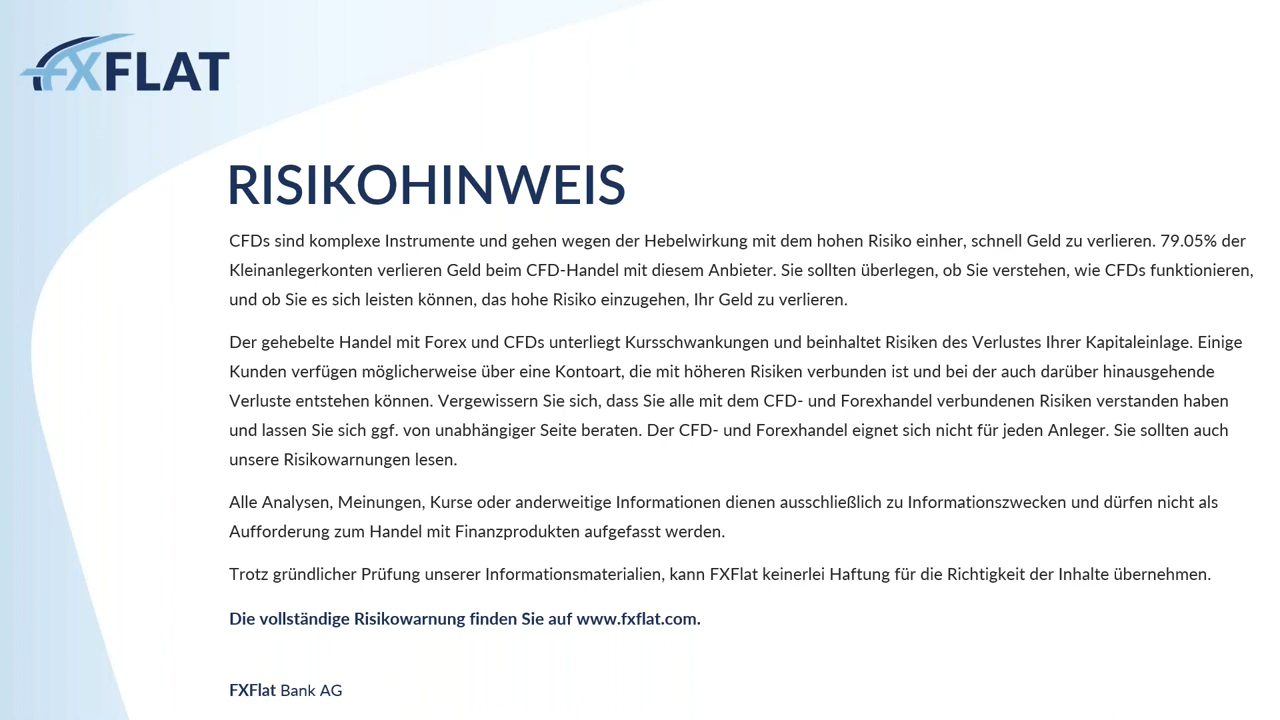 FXFLAT
RISIKOHINWEIS
CFDs sind komplexe Instrumente und gehen wegen der Hebelwirkung mit dem hohen Risiko einher, schnell Geld zu verlieren. 79.05% der
Kleinanlegerkonten verlieren Geld beim CFD-Handel mit diesem Anbieter. Sie sollten überlegen, ob Sie verstehen, wie CFDs funktionieren,
und ob Sie es sich leisten können, das hohe Risiko einzugehen, Ihr Geld zu verlieren.
Der gehebelte Handel mit Forex und CFDs unterliegt Kursschwankungen und beinhaltet Risiken des Verlustes Ihrer Kapitaleinlage. Einige
Kunden verfügen möglicherweise über eine Kontoart, die mit höheren Risiken verbunden ist und bei der auch darüber hinausgehende
Verluste entstehen können. Vergewissern Sie sich, dass Sie alle mit dem CFD- und Forexhandel verbundenen Risiken verstanden haben
und lassen Sie sich ggf. von unabhängiger Seite beraten. Der CFD- und Forexhandel eignet sich nicht für jeden Anleger. Sie sollten auch
unsere Risikowarnungen lesen.
Alle Analysen, Meinungen, Kurse oder anderweitige Informationen dienen ausschließlich zu Informationszwecken und dürfen nicht als
Aufforderung zum Handel mit Finanzprodukten aufgefasst werden.
Trotz gründlicher Prüfung unserer Informationsmaterialien, kann FXFlat keinerlei Haftung für die Richtigkeit der Inhalte übernehmen.
Die vollständige Risikowarnung finden Sie auf www.fxflat.com.
FXFlat Bank AG